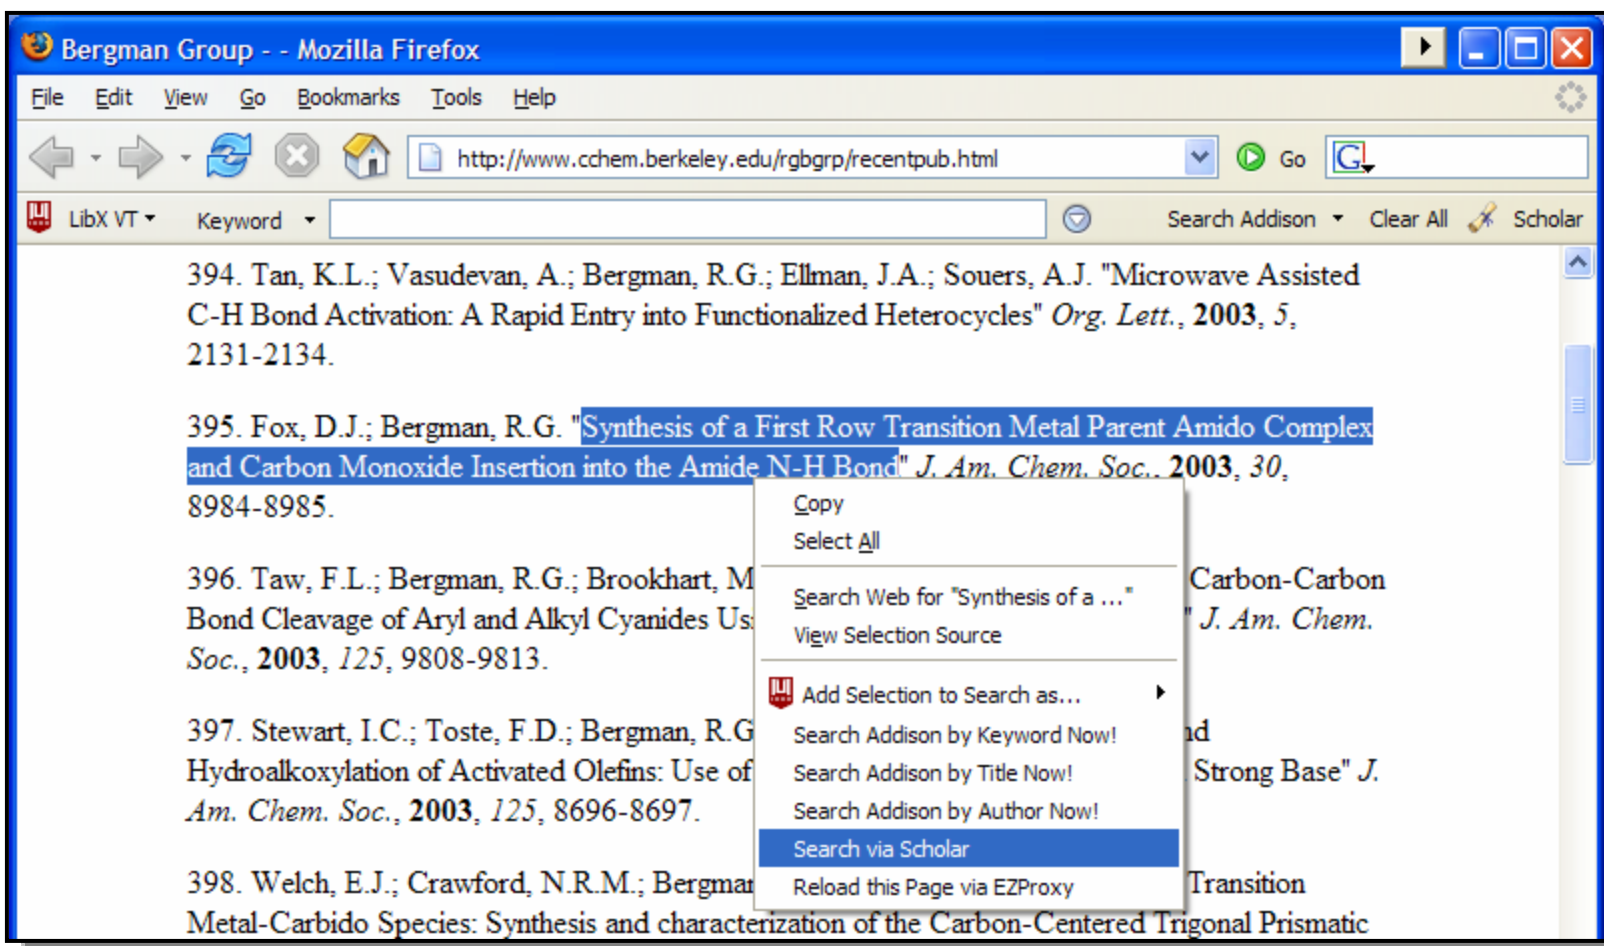 Bergman Group - - Mozilla Firefox
File Edit View Go Bookmarks Tools Help
http://www.cchem.berkeley.edu/rgbgrp/recentpub.html Go G
LibX VT Keyword Search Addison Clear All Scholar
394. Tan, K.L.; Vasudevan, A.; Bergman, R.G.; Ellman, J.A.; Souers, A.J. "Microwave Assisted
C-H Bond Activation: A Rapid Entry into Functionalized Heterocycles" Org. Lett., 2003, 5,
2131-2134.
395. Fox, D.J.; Bergman, R.G. "Synthesis of a First Row Transition Metal Parent Amido Complex
and Carbon Monoxide Insertion into the Amide N-H Bond" J. Am. Chem. Soc., 2003, 30,
8984-8985.
396. Taw, F.L.; Bergman, R.G.; Brookhart, M Carbon-Carbon
Bond Cleavage of Aryl and Alkyl Cyanides Us " J. Am. Chem.
Soc., 2003, 125, 9808-9813.
397. Stewart, I.C.; Toste, F.D.; Bergman, R.G
Hydroalkoxylation of Activated Olefins: Use of Strong Base" J.
Am. Chem. Soc., 2003, 125, 8696-8697.
398. Welch, E.J.; Crawford, N.R.M.; Bergma Transition
Metal-Carbido Species: Synthesis and characterization of the Carbon-Centered Trigonal Prismatic
Copy
Select All
Search Web for "Synthesis of a ..."
View Selection Source
Add Selection to Search as...
Search Addison by Keyword Now!
Search Addison by Title Now!
Search Addison by Author Now!
Search via Scholar
Reload this Page via EZProxy